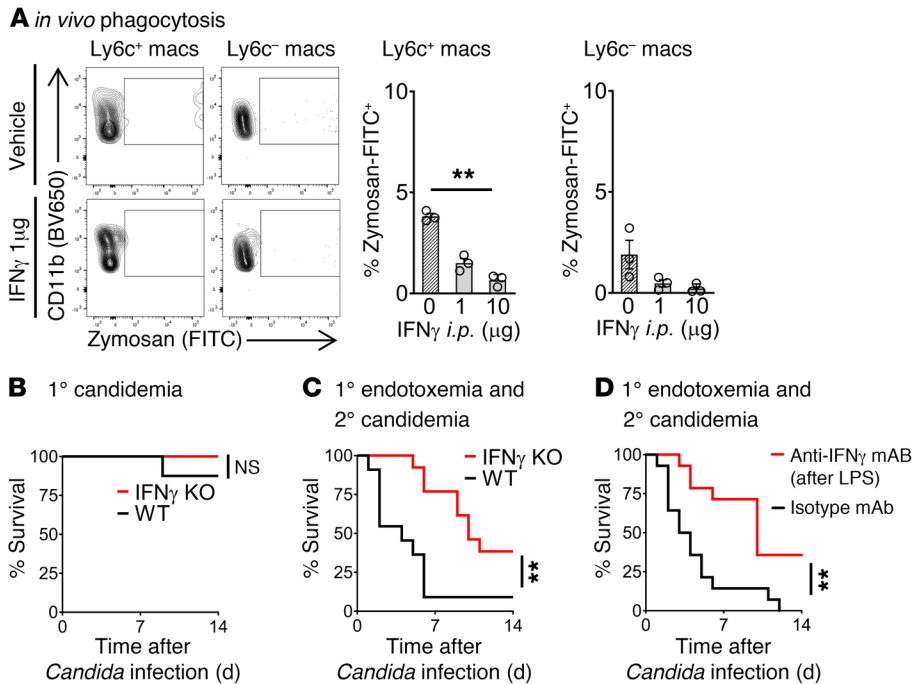 A in vivo phagocytosis
Ly6c⁺ macs
Ly6c⁻ macs
Vehicle
IFNγ 1μg
CD11b (BV650)
Zymosan (FITC)
Ly6c⁺ macs
% Zymosan-FITC⁺
10
5
0
**
0 1 10
IFNγ i.p. (μg)
Ly6c⁻ macs
% Zymosan-FITC⁺
10
5
0
0 1 10
IFNγ i.p. (μg)
B 1° candidemia
% Survival
100
75
50
25
0
NS
IFNγ KO
WT
0 7 14
Time after
Candida infection (d)
C 1° endotoxemia and
2° candidemia
% Survival
100
75
50
25
0
IFNγ KO
WT
**
0 7 14
Time after
Candida infection (d)
D 1° endotoxemia and
2° candidemia
% Survival
100
75
50
25
0
Anti-IFNγ mAB
(after LPS)
Isotype mAb
**
0 7 14
Time after
Candida infection (d)